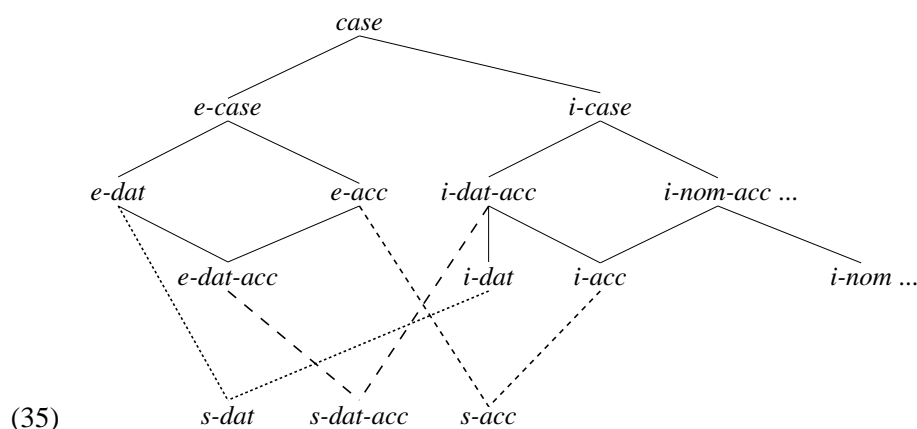 case
e-case i-case
e-dat e-acc i-dat-acc i-nom-acc ...
e-dat-acc i-dat i-acc i-nom ...
(35) s-dat s-dat-acc s-acc